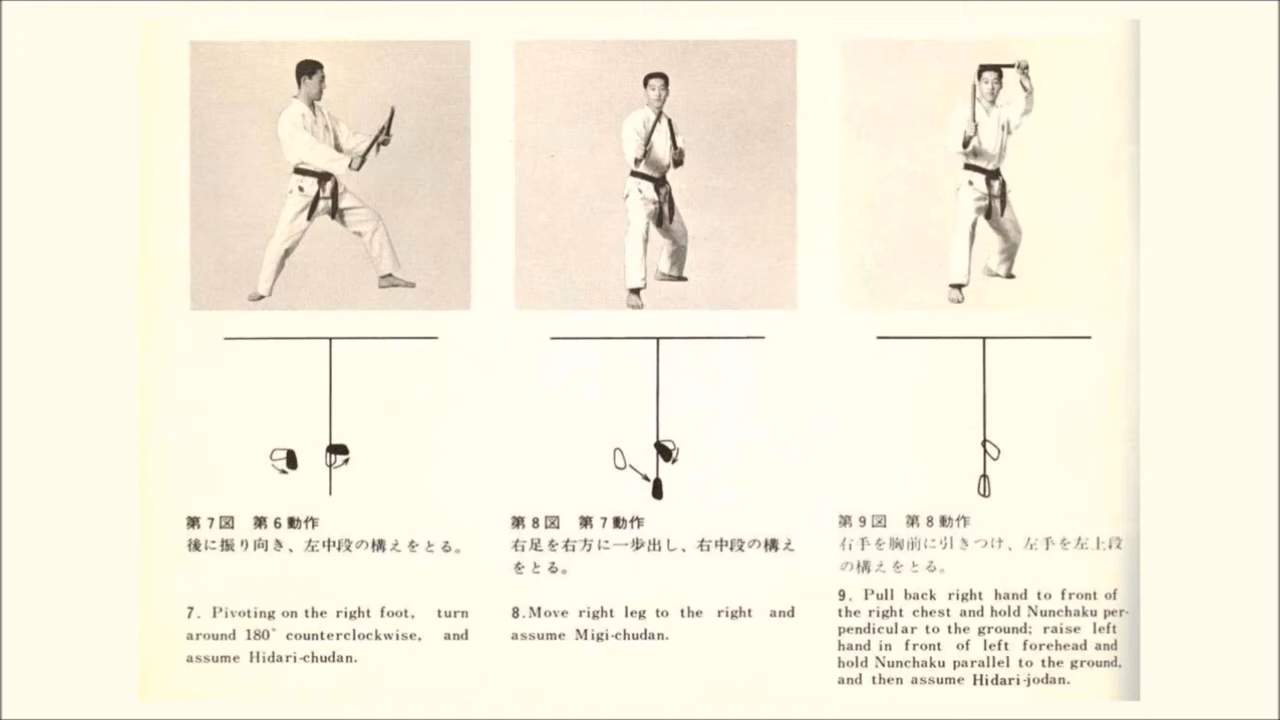 第7図　第6動作
後に振り向き、左中段の構えをとる。
7. Pivoting on the right foot, turn
around 180° counterclockwise, and
assume Hidari-chudan.
第8図　第7動作
右足を右方に一歩出し、右中段の構え
をとる。
8.Move right leg to the right and
assume Migi-chudan.
第9図　第8動作
右手を胸前に引きつけ、左手を左上段
の構えをとる。
9. Pull back right hand to front of
the right chest and hold Nunchaku per-
pendicular to the ground; raise left
hand in front of left forehead and
hold Nunchaku parallel to the ground,
and then assume Hidari-jodan.